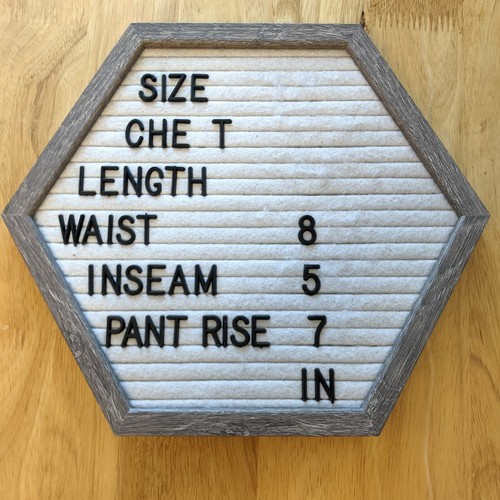 SIZE
CHE T
LENGTH
WAIST 8
INSEAM 5
PANT RISE 7
IN